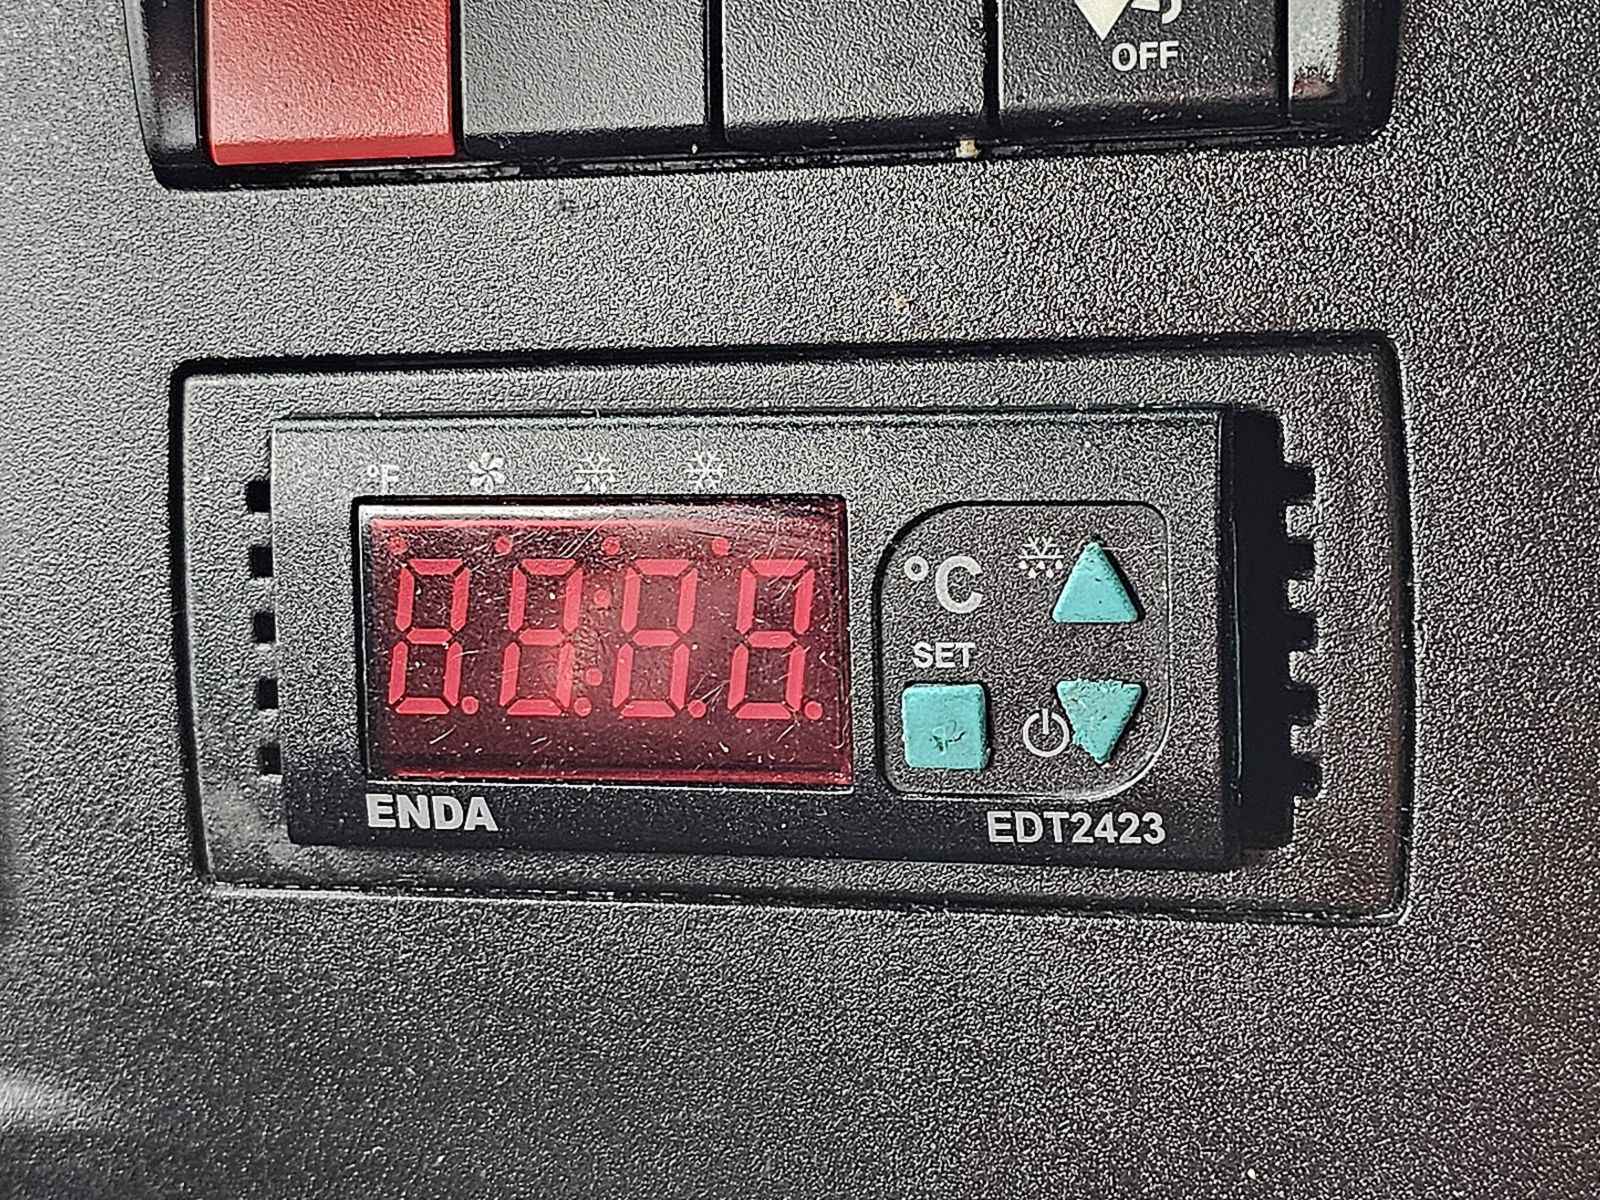 OFF
°F
°C
SET
ENDA
EDT2423